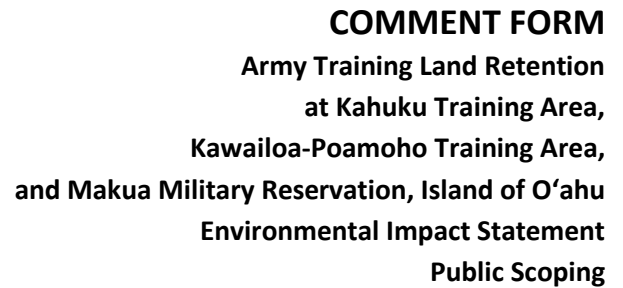 COMMENT FORM
Army Training Land Retention
at Kahuku Training Area,
Kawailoa-Poamoho Training Area,
and Makua Military Reservation, Island of Oʻahu
Environmental Impact Statement
Public Scoping